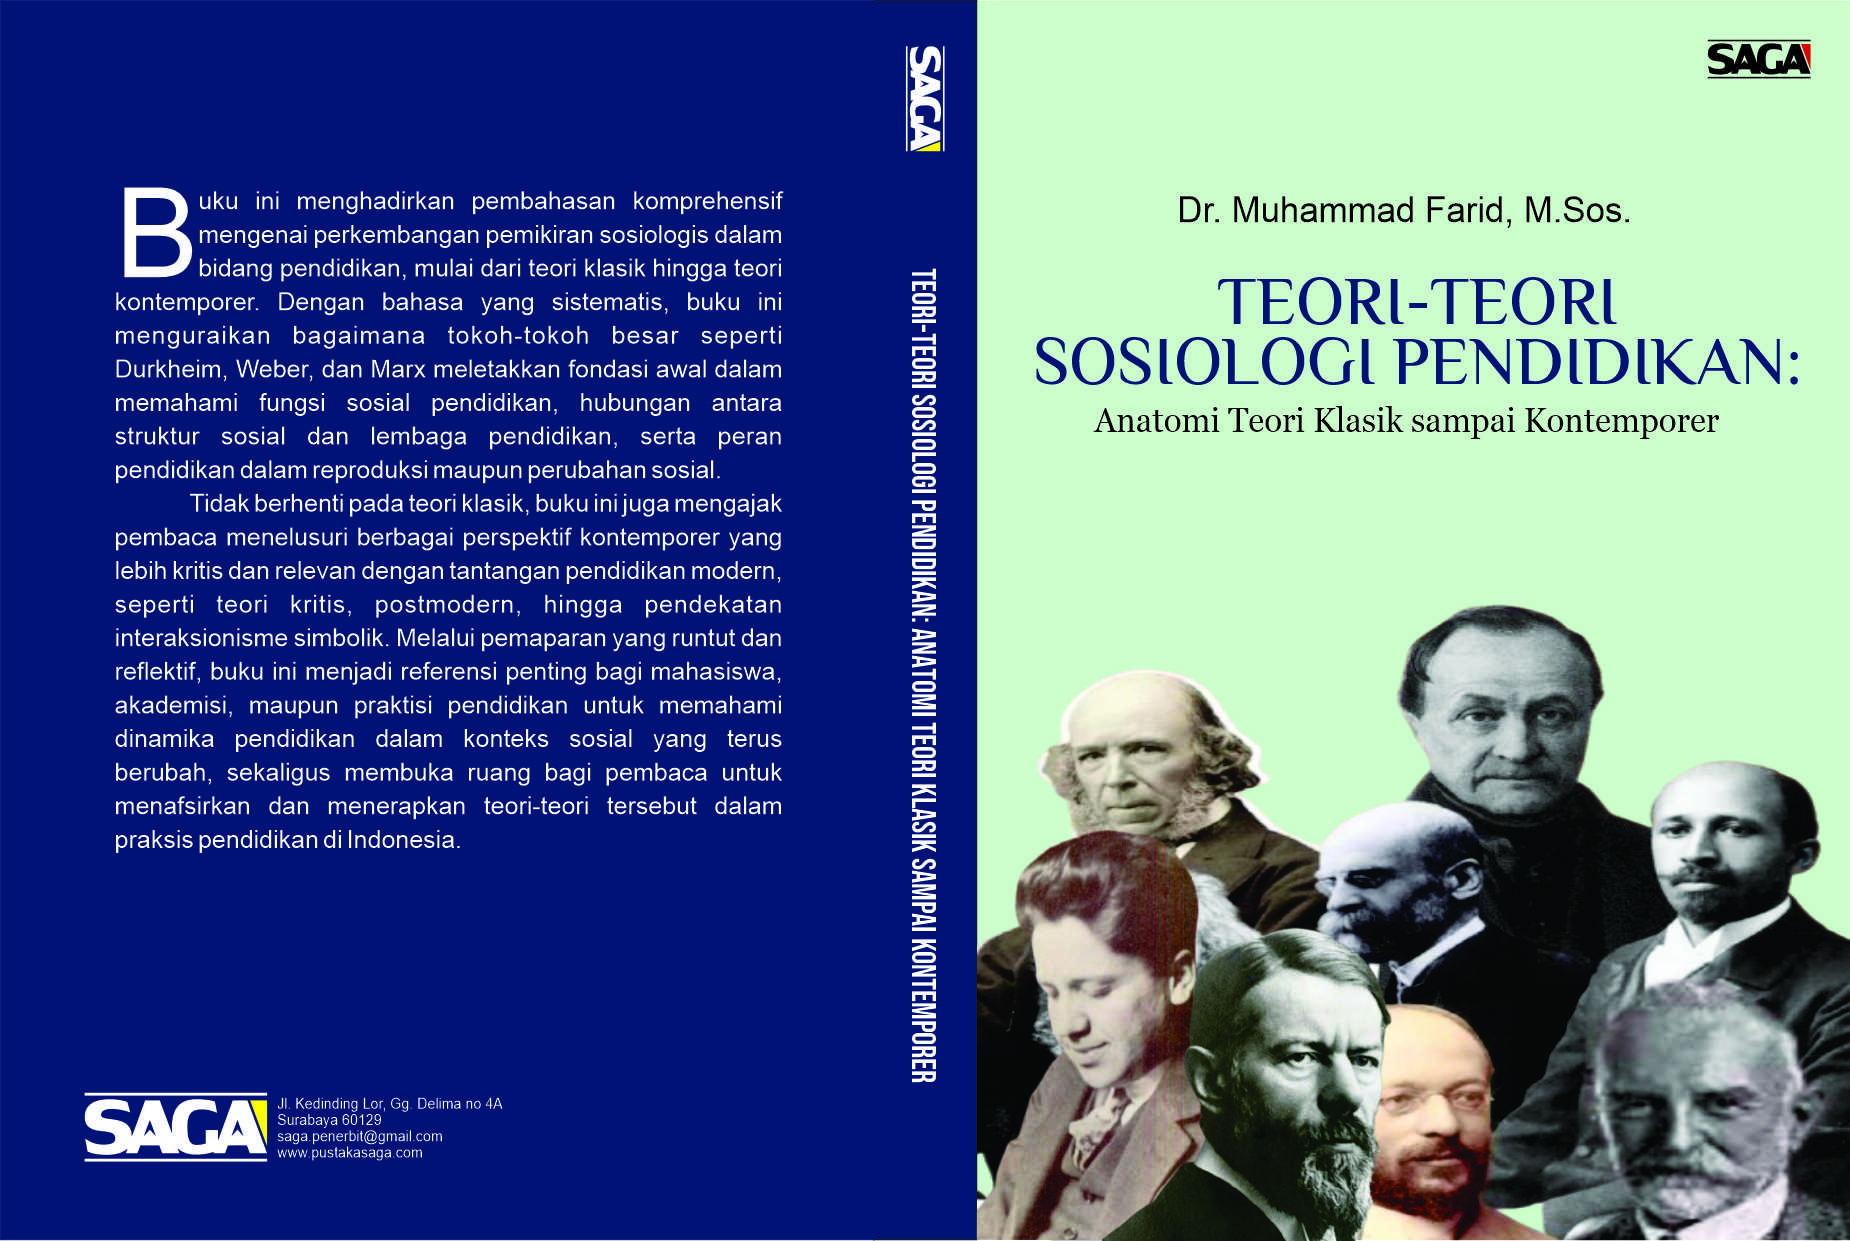 Buku ini menghadirkan pembahasan komprehensif
mengenai perkembangan pemikiran sosiologis dalam
bidang pendidikan, mulai dari teori klasik hingga teori
kontemporer. Dengan bahasa yang sistematis, buku ini
menguraikan bagaimana tokoh-tokoh besar seperti
Durkheim, Weber, dan Marx meletakkan fondasi awal dalam
memahami fungsi sosial pendidikan, hubungan antara
struktur sosial dan lembaga pendidikan, serta peran
pendidikan dalam reproduksi maupun perubahan sosial.
Tidak berhenti pada teori klasik, buku ini juga mengajak
pembaca menelusuri berbagai perspektif kontemporer yang
lebih kritis dan relevan dengan tantangan pendidikan modern,
seperti teori kritis, postmodern, hingga pendekatan
interaksionisme simbolik. Melalui pemaparan yang runtut dan
reflektif, buku ini menjadi referensi penting bagi mahasiswa,
akademisi, maupun praktisi pendidikan untuk memahami
dinamika pendidikan dalam konteks sosial yang terus
berubah, sekaligus membuka ruang bagi pembaca untuk
menafsirkan dan menerapkan teori-teori tersebut dalam
praksis pendidikan di Indonesia.
SAGA
Jl. Kedinding Lor, Gg. Delima no 4A
Surabaya 60129
saga.penerbit@gmail.com
www.pustakasaga.com
SAGA
TEORI-TEORI SOSIOLOGI PENDIDIKAN: ANATOMI TEORI KLASIK SAMPAI KONTEMPORER
SAGA
Dr. Muhammad Farid, M.Sos.
TEORI-TEORI
SOSIOLOGI PENDIDIKAN:
Anatomi Teori Klasik sampai Kontemporer